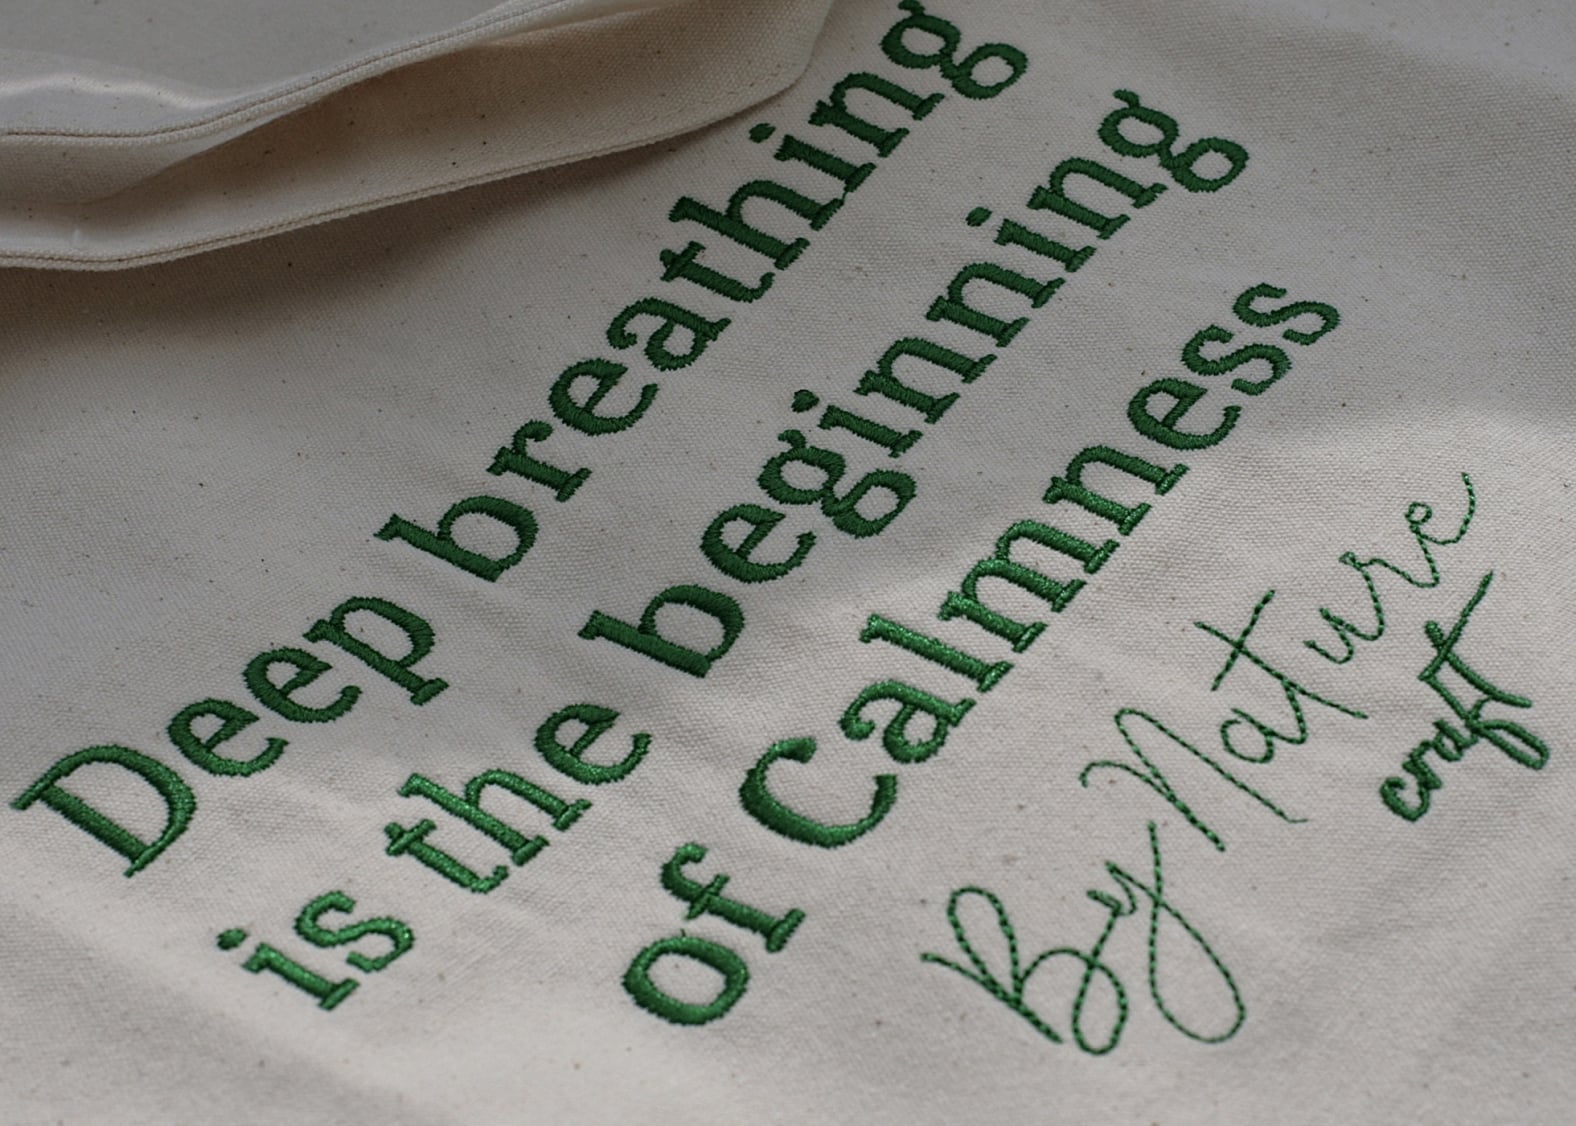 Deep breathing
is the beginning
of Calmness
By Nature
craft